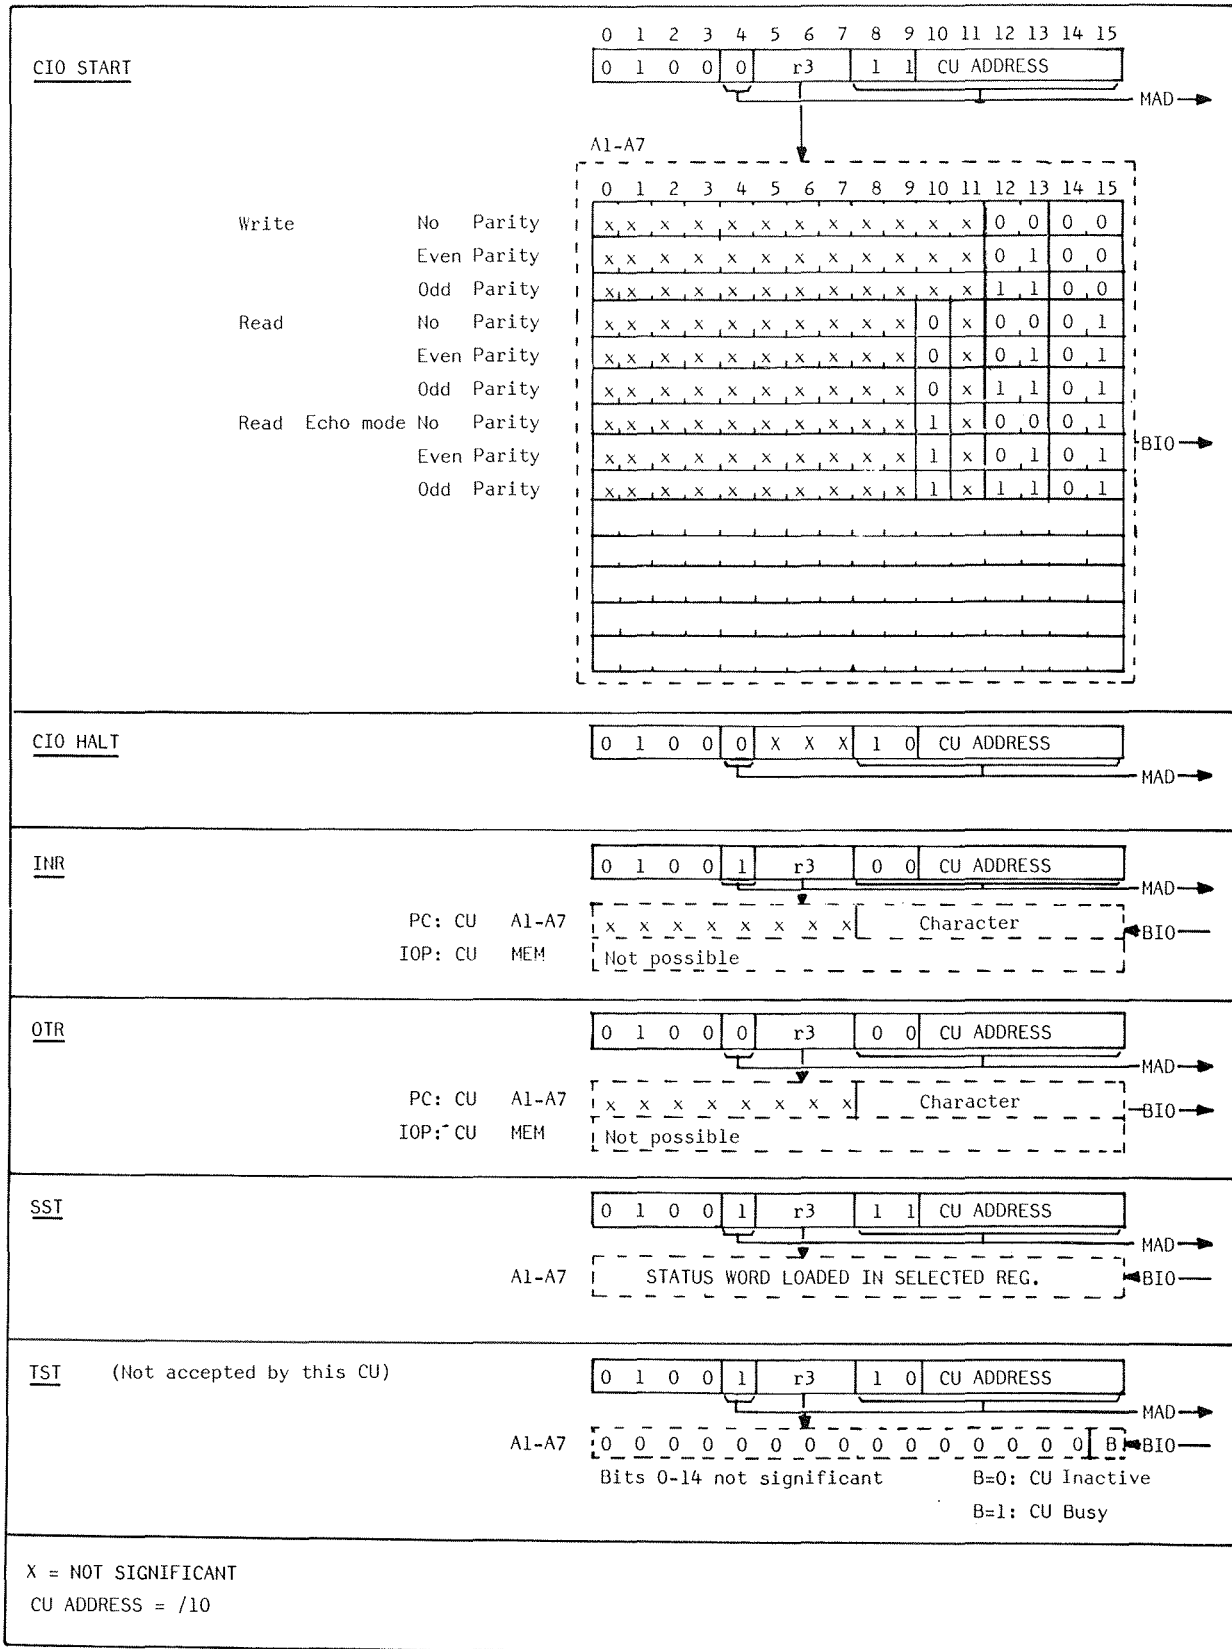 0 1 2 3 4 5 6 7 8 9 10 11 12 13 14 15
CIO START 0 1 0 0 0 r3 1 1 CU ADDRESS
MAD
A1-A7
0 1 2 3 4 5 6 7 8 9 10 11 12 13 14 15
Write No Parity x x x x x x x x x x x x 0 0 0 0
Even Parity x x x x x x x x x x x x 0 1 0 0
Odd Parity x x x x x x x x x x x x 1 1 0 0
Read No Parity x x x x x x x x x x 0 x 0 0 0 1
Even Parity x x x x x x x x x x 0 x 0 1 0 1
Odd Parity x x x x x x x x x x 0 x 1 1 0 1
Read Echo mode No Parity x x x x x x x x x x 1 x 0 0 0 1
BIO
Even Parity x x x x x x x x x x 1 x 0 1 0 1
Odd Parity x x x x x x x x x x 1 x 1 1 0 1
CIO HALT 0 1 0 0 0 X X X 1 0 CU ADDRESS
MAD
INR 0 1 0 0 1 r3 0 0 CU ADDRESS
MAD
PC: CU A1-A7 x x x x x x x x Character BIO
IOP: CU MEM Not possible
OTR 0 1 0 0 0 r3 0 0 CU ADDRESS
MAD
PC: CU A1-A7 x x x x x x x x Character BIO
IOP: CU MEM Not possible
SST 0 1 0 0 1 r3 1 1 CU ADDRESS
MAD
A1-A7 STATUS WORD LOADED IN SELECTED REG. BIO
TST (Not accepted by this CU) 0 1 0 0 1 r3 1 0 CU ADDRESS
MAD
A1-A7 0 0 0 0 0 0 0 0 0 0 0 0 0 0 0 B BIO
Bits 0-14 not significant B=0: CU Inactive
B=1: CU Busy
X = NOT SIGNIFICANT
CU ADDRESS = /10